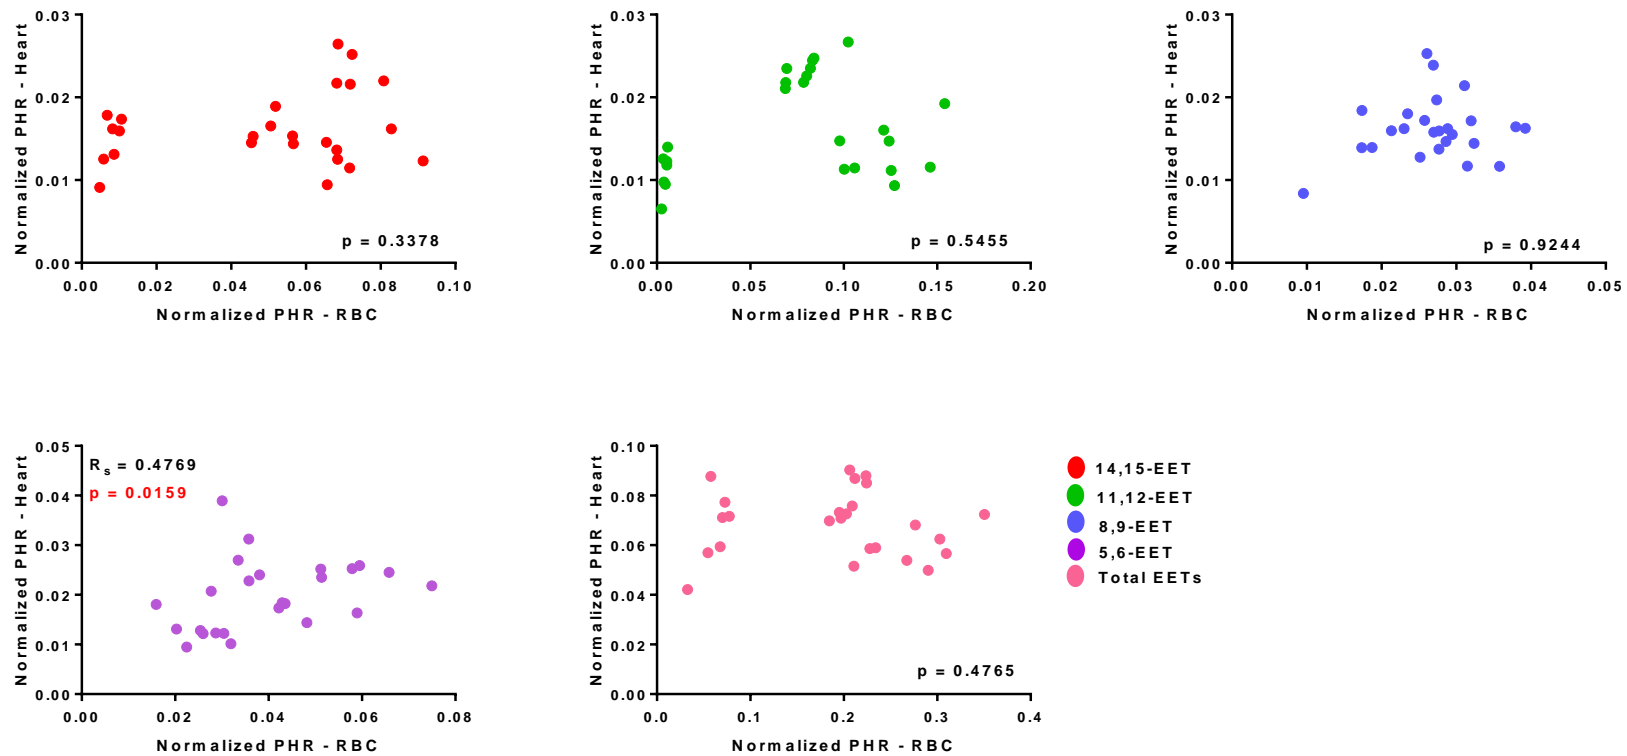 Normalized PHR - Heart
0.03
0.02
0.01
0.00
p = 0.3378
0.00 0.02 0.04 0.06 0.08 0.10
Normalized PHR - RBC
Normalized PHR - Heart
0.03
0.02
0.01
0.00
p = 0.5455
0.00 0.05 0.10 0.15 0.20
Normalized PHR - RBC
Normalized PHR - Heart
0.03
0.02
0.01
0.00
p = 0.9244
0.00 0.01 0.02 0.03 0.04 0.05
Normalized PHR - RBC
Normalized PHR - Heart
0.05
0.04
0.03
0.02
0.01
0.00
Rs = 0.4769
p = 0.0159
0.00 0.02 0.04 0.06 0.08
Normalized PHR - RBC
Normalized PHR - Heart
0.10
0.08
0.06
0.04
0.02
0.00
p = 0.4765
0.0 0.1 0.2 0.3 0.4
Normalized PHR - RBC
14,15-EET
11,12-EET
8,9-EET
5,6-EET
Total EETs